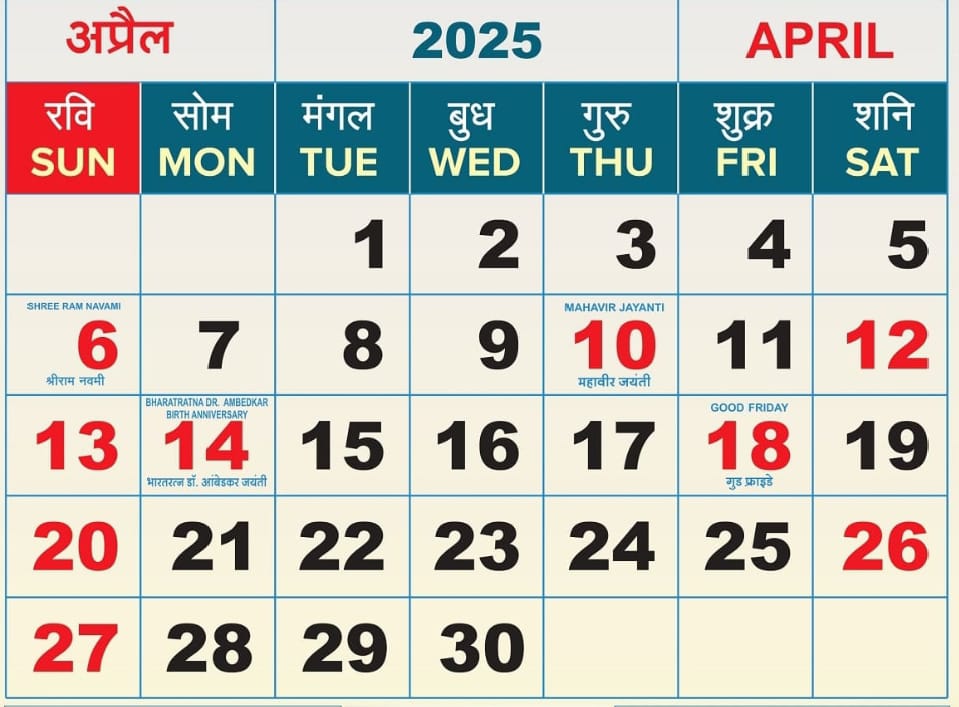 अप्रैल 2025 APRIL
रवि सोम मंगल बुध गुरु शुक्र शनि
SUN MON TUE WED THU FRI SAT
1 2 3 4 5
SHREE RAM NAVAMI MAHAVIR JAYANTI
6 7 8 9 10 11 12
श्रीराम नवमी महावीर जयंती
BHARATRATNA DR. AMBEDKAR
BIRTH ANNIVERSARY GOOD FRIDAY
13 14 15 16 17 18 19
भारतरत्न डॉ. आंबेडकर जयंती गुड फ्राइडे
20 21 22 23 24 25 26
27 28 29 30